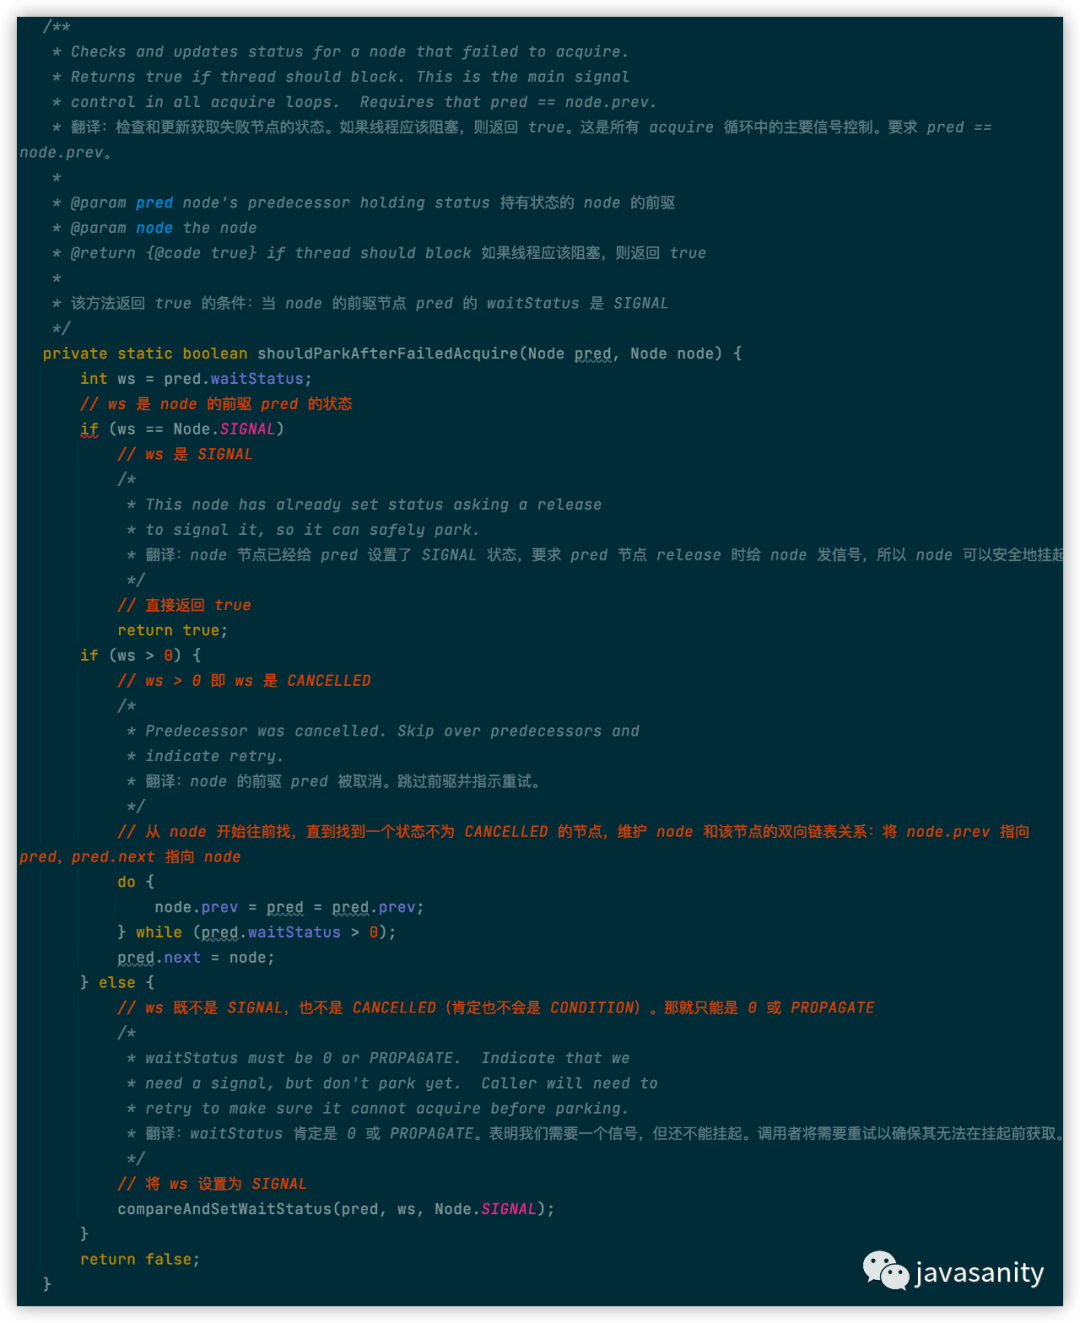 /**
 * Checks and updates status for a node that failed to acquire.
 * Returns true if thread should block. This is the main signal
 * control in all acquire loops.  Requires that pred == node.prev.
 * 翻译：检查和更新获取失败节点的状态。如果线程应该阻塞，则返回 true。这是所有 acquire 循环中的主要信号控制。要求 pred ==
node.prev。
 *
 * @param pred node's predecessor holding status 持有状态的 node 的前驱
 * @param node the node
 * @return {@code true} if thread should block 如果线程应该阻塞，则返回 true
 *
 * 该方法返回 true 的条件：当 node 的前驱节点 pred 的 waitStatus 是 SIGNAL
 */
private static boolean shouldParkAfterFailedAcquire(Node pred, Node node) {
    int ws = pred.waitStatus;
    // ws 是 node 的前驱 pred 的状态
    if (ws == Node.SIGNAL)
        // ws 是 SIGNAL
        /*
         * This node has already set status asking a release
         * to signal it, so it can safely park.
         * 翻译：node 节点已经给 pred 设置了 SIGNAL 状态，要求 pred 节点 release 时给 node 发信号，所以 node 可以安全地挂起
         */
        // 直接返回 true
        return true;
    if (ws > 0) {
        // ws > 0 即 ws 是 CANCELLED
        /*
         * Predecessor was cancelled. Skip over predecessors and
         * indicate retry.
         * 翻译：node 的前驱 pred 被取消。跳过前驱并指示重试。
         */
        // 从 node 开始往前找，直到找到一个状态不为 CANCELLED 的节点，维护 node 和该节点的双向链表关系：将 node.prev 指向
pred，pred.next 指向 node
        do {
            node.prev = pred = pred.prev;
        } while (pred.waitStatus > 0);
        pred.next = node;
    } else {
        // ws 既不是 SIGNAL，也不是 CANCELLED（肯定也不会是 CONDITION）。那就只能是 0 或 PROPAGATE
        /*
         * waitStatus must be 0 or PROPAGATE.  Indicate that we
         * need a signal, but don't park yet.  Caller will need to
         * retry to make sure it cannot acquire before parking.
         * 翻译：waitStatus 肯定是 0 或 PROPAGATE。表明我们需要一个信号，但还不能挂起。调用者将需要重试以确保其无法在挂起前获取。
         */
        // 将 ws 设置为 SIGNAL
        compareAndSetWaitStatus(pred, ws, Node.SIGNAL);
    }
    return false;
}
javasanity